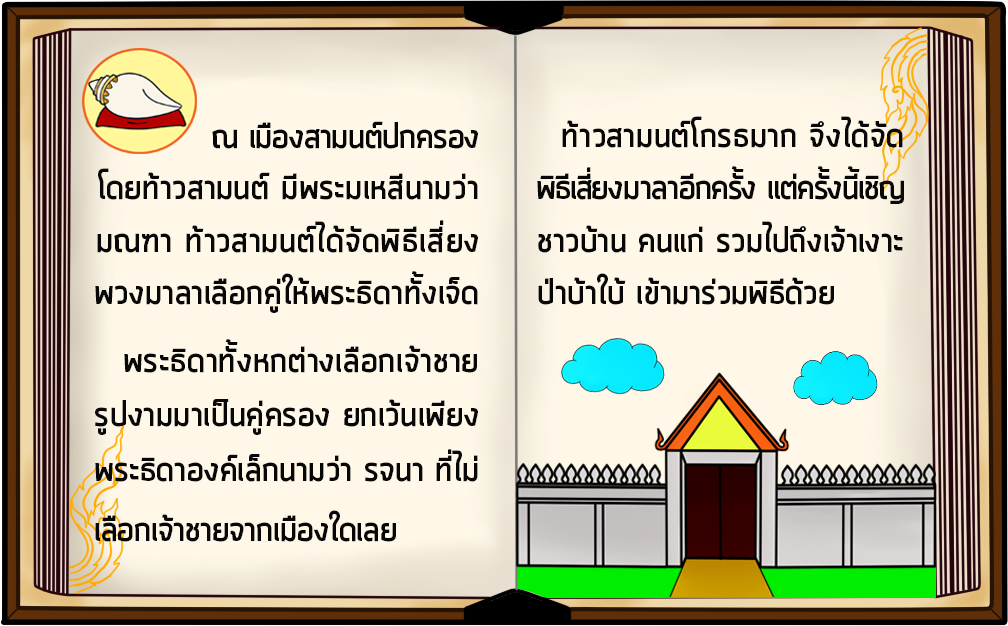 ณ เมืองสามนต์ปกครอง
โดยท้าวสามนต์ มีพระมเหสีนามว่า
มณฑา ท้าวสามนต์ได้จัดพิธีเสี่ยง
พวงมาลาเลือกคู่ให้พระธิดาทั้งเจ็ด
พระธิดาทั้งหกต่างเลือกเจ้าชาย
รูปงามมาเป็นคู่ครอง ยกเว้นเพียง
พระธิดาองค์เล็กนามว่า รจนา ที่ไม่
เลือกเจ้าชายจากเมืองใดเลย
ท้าวสามนต์โกรธมาก จึงได้จัด
พิธีเสี่ยงมาลาอีกครั้ง แต่ครั้งนี้เชิญ
ชาวบ้าน คนแก่ รวมไปถึงเจ้าเงาะ
ป่าบ้าใบ้ เข้ามาร่วมพิธีด้วย